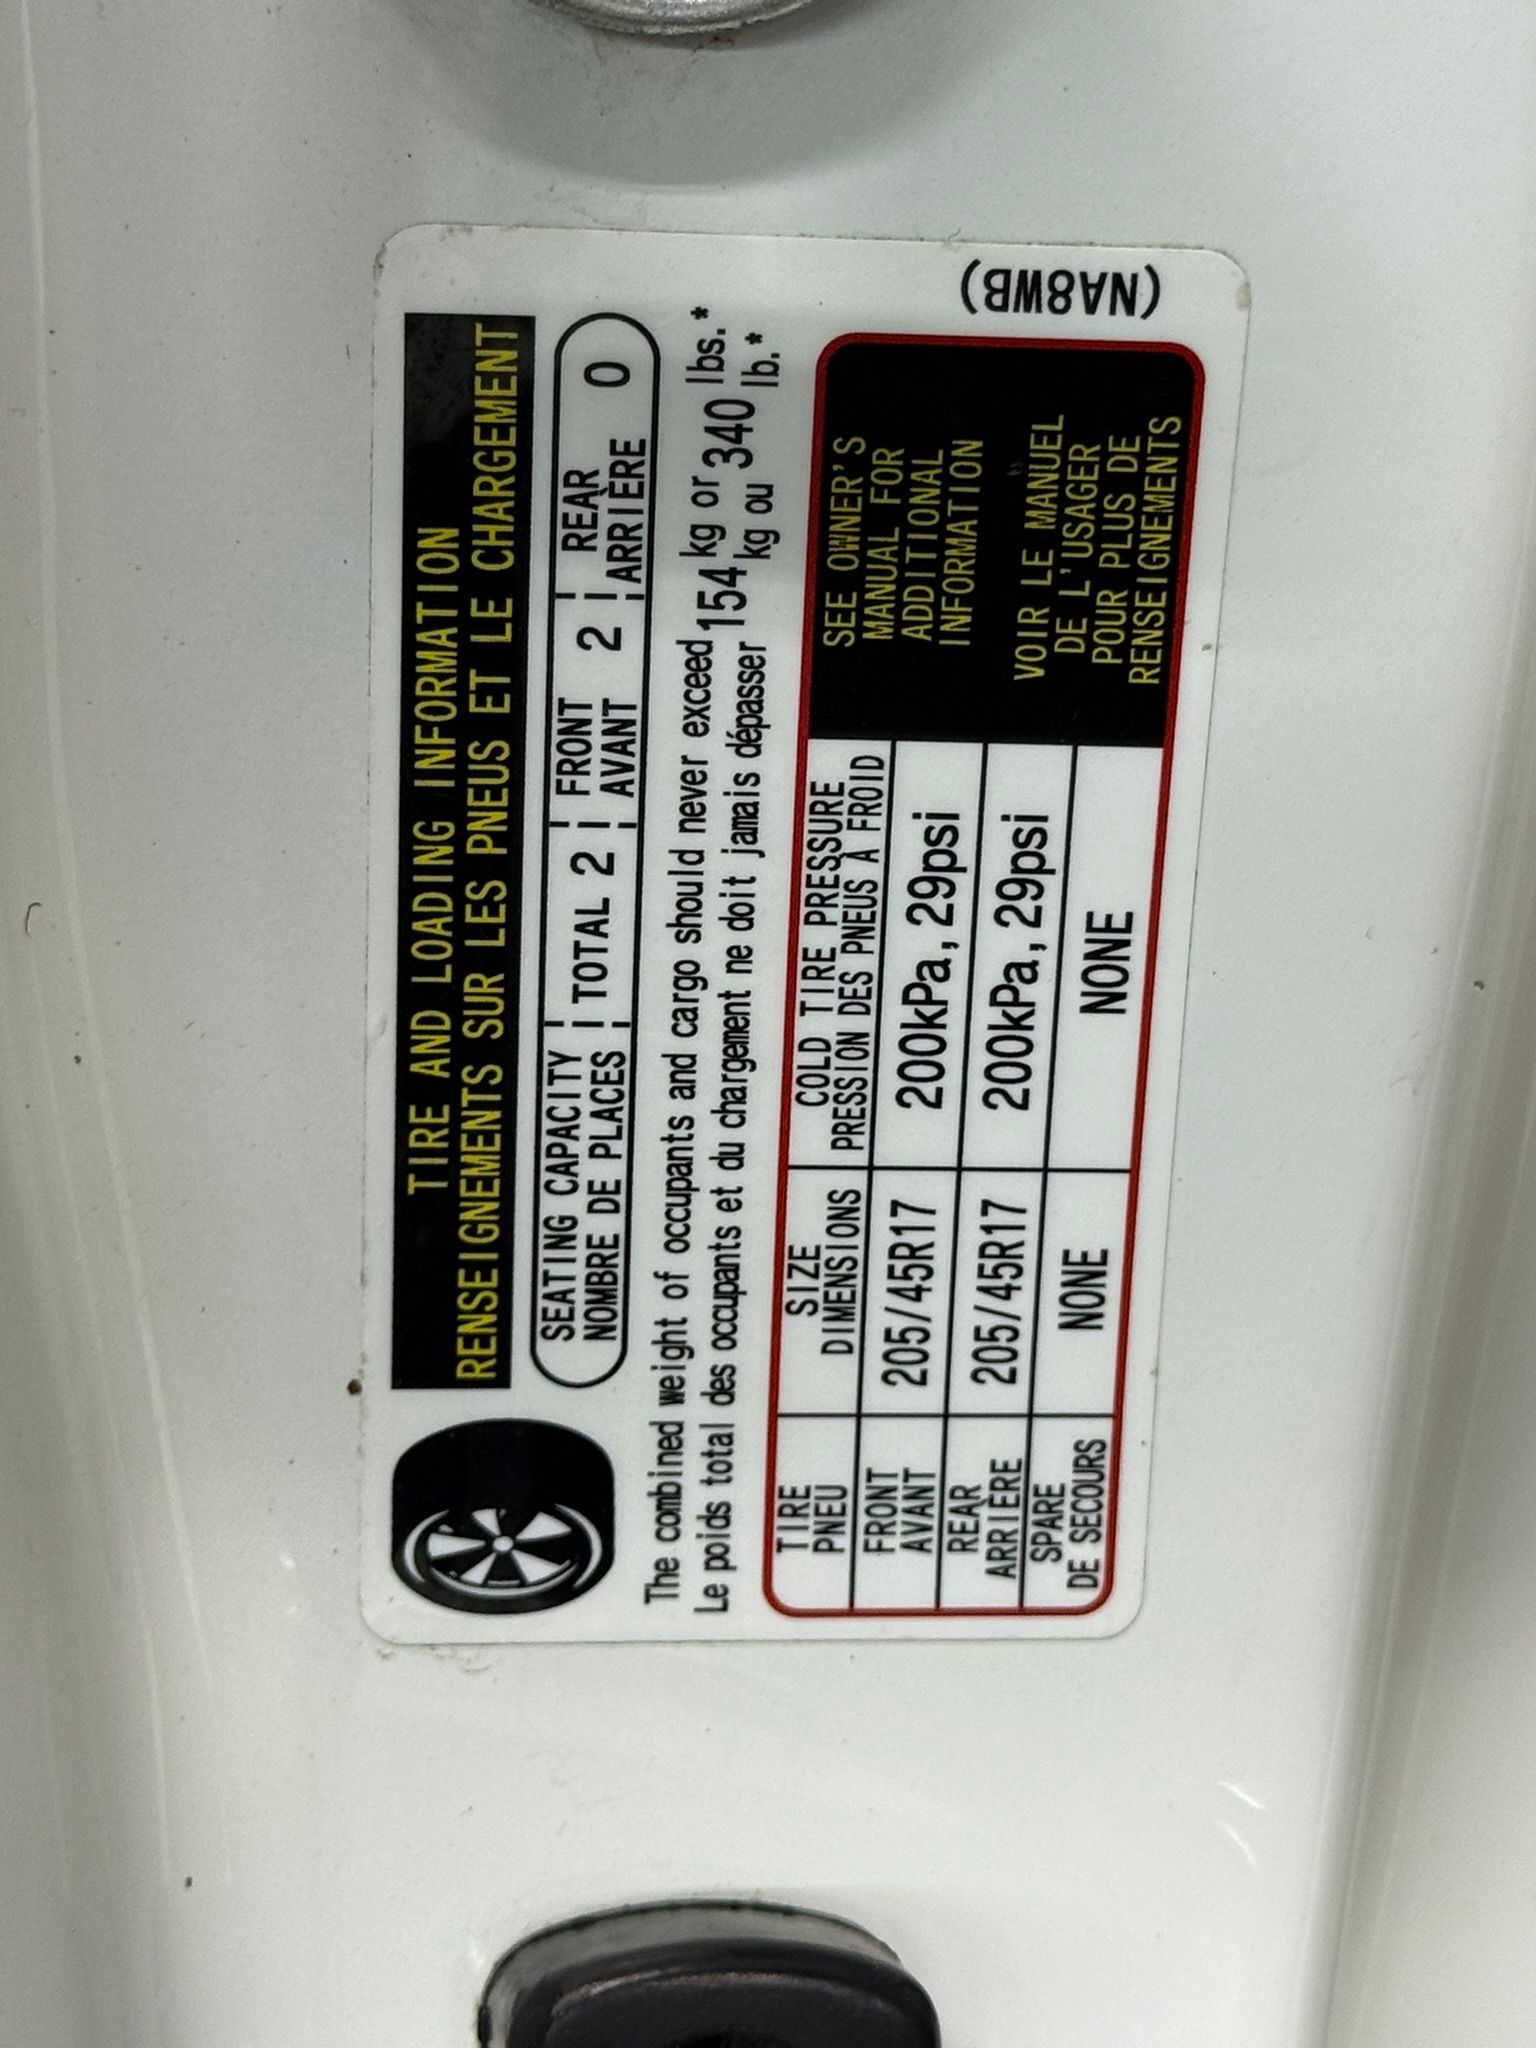 TIRE AND LOADING INFORMATION
RENSEIGNEMENTS SUR LES PNEUS ET LE CHARGEMENT
SEATING CAPACITY
NOMBRE DE PLACES
TOTAL 2
FRONT
AVANT
2
REAR
ARRIÈRE
0
The combined weight of occupants and cargo should never exceed 154 kg or 340 lbs.*
Le poids total des occupants et du chargement ne doit jamais dépasser 154 kg ou 340 lb.*
TIRE
PNEU
SIZE
DIMENSIONS
COLD TIRE PRESSURE
PRESSION DES PNEUS À FROID
FRONT
AVANT
205/45R17
200kPa, 29psi
REAR
ARRIÈRE
205/45R17
200kPa, 29psi
SPARE
DE SECOURS
NONE
NONE
SEE OWNER'S
MANUAL FOR
ADDITIONAL
INFORMATION
VOIR LE MANUEL
DE L'USAGER
POUR PLUS DE
RENSEIGNEMENTS
(NA8WB)